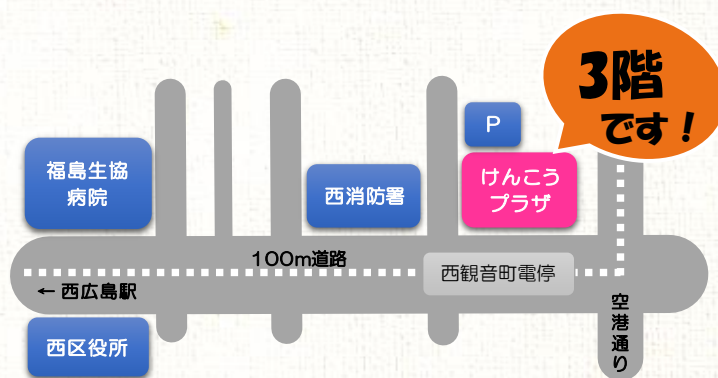 3階
です！
P
福島生協
病院
西消防署
けんこう
プラザ
100m道路
西観音町電停
← 西広島駅
空港通り
西区役所